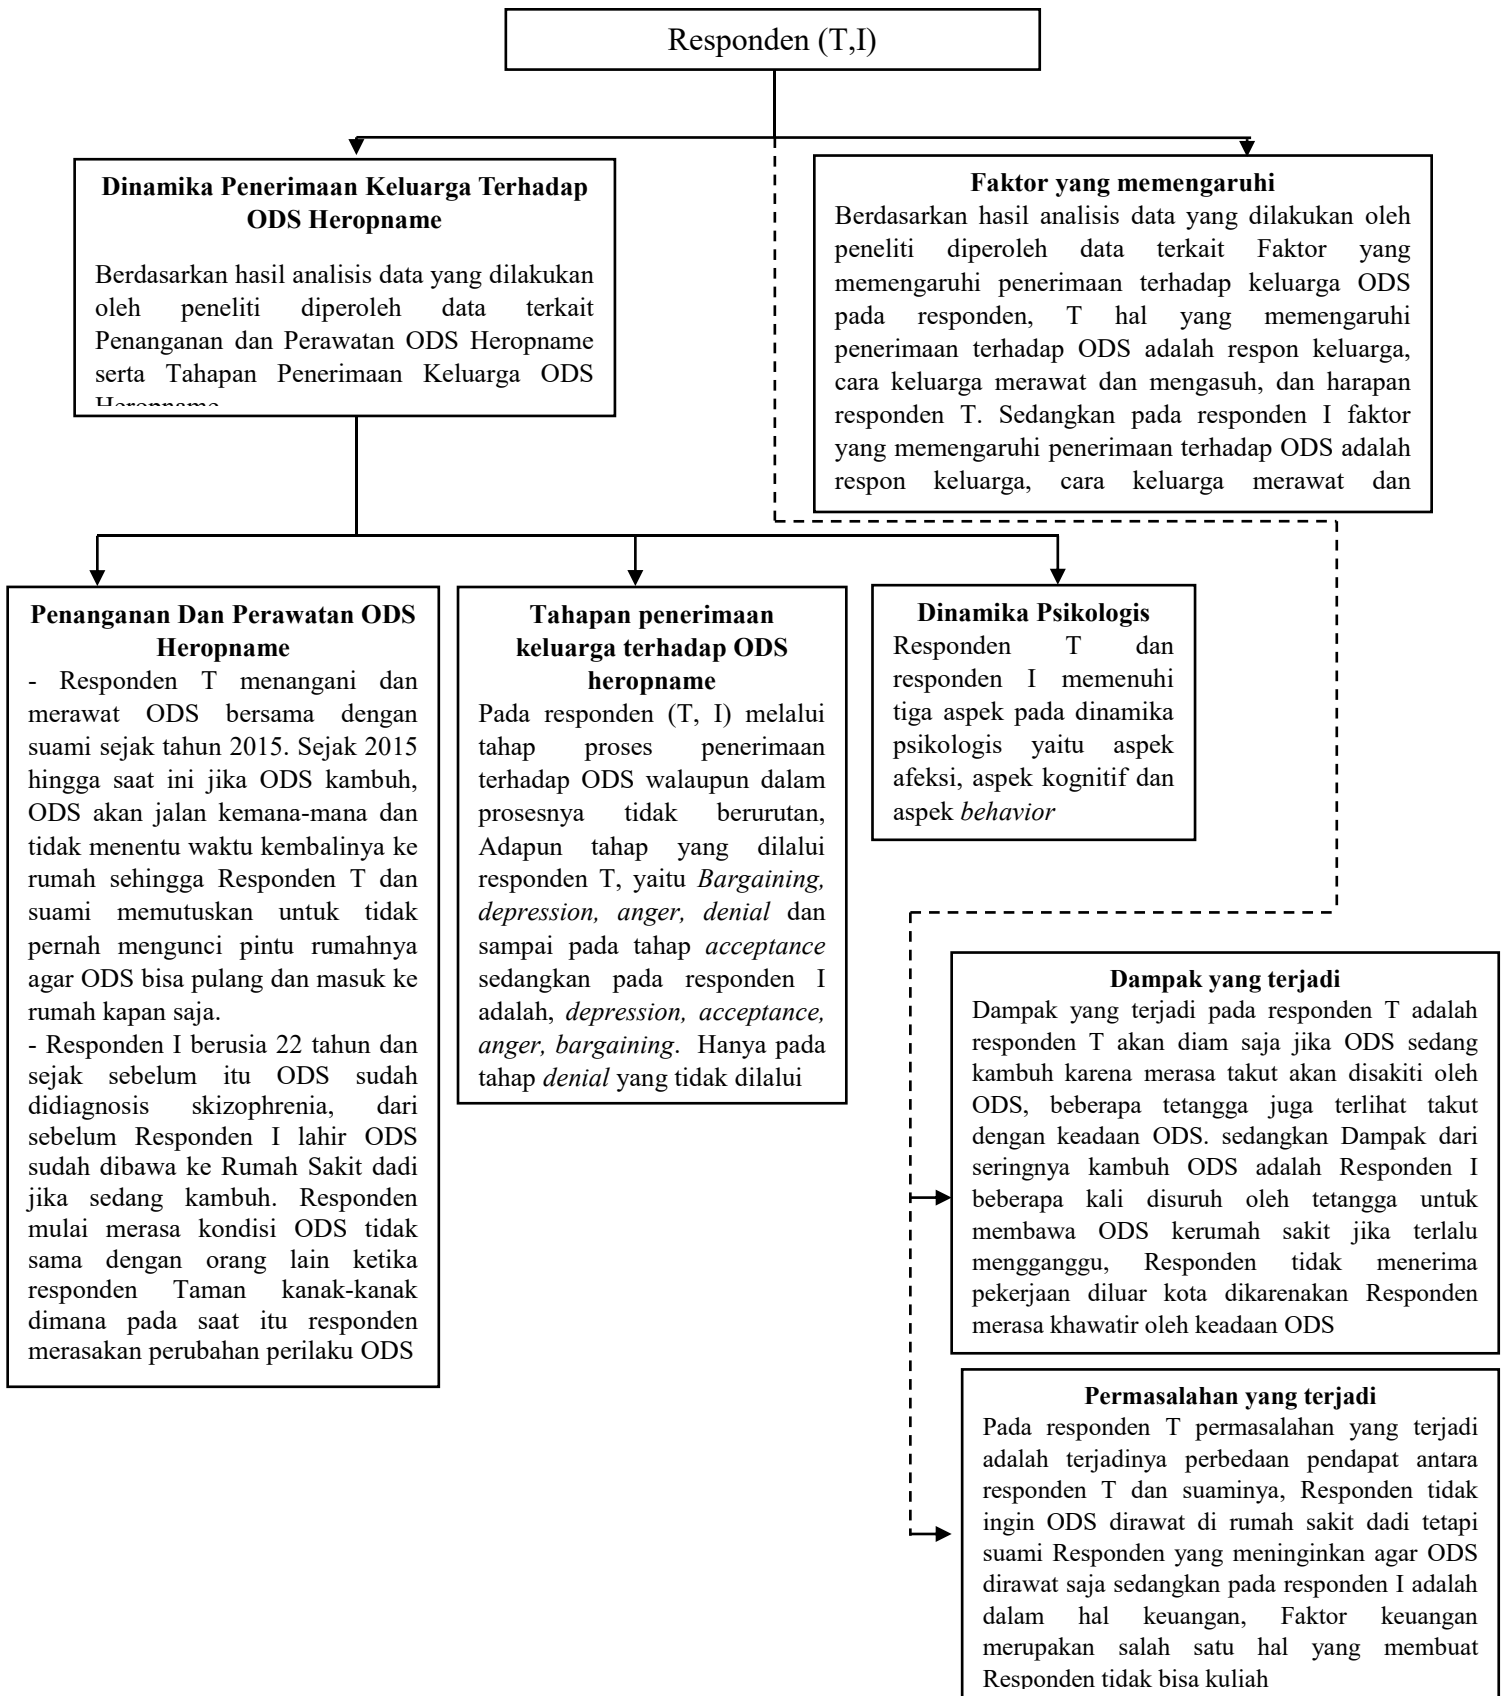 Responden (T,I)
Dinamika Penerimaan Keluarga Terhadap
ODS Heropname
Berdasarkan hasil analisis data yang dilakukan
oleh peneliti diperoleh data terkait
Penanganan dan Perawatan ODS Heropname
serta Tahapan Penerimaan Keluarga ODS
Heropname
Faktor yang memengaruhi
Berdasarkan hasil analisis data yang dilakukan oleh
peneliti diperoleh data terkait Faktor yang
memengaruhi penerimaan terhadap keluarga ODS
pada responden, T hal yang memengaruhi
penerimaan terhadap ODS adalah respon keluarga,
cara keluarga merawat dan mengasuh, dan harapan
responden T. Sedangkan pada responden I faktor
yang memengaruhi penerimaan terhadap ODS adalah
respon keluarga, cara keluarga merawat dan
Penanganan Dan Perawatan ODS
Heropname
- Responden T menangani dan
merawat ODS bersama dengan
suami sejak tahun 2015. Sejak 2015
hingga saat ini jika ODS kambuh,
ODS akan jalan kemana-mana dan
tidak menentu waktu kembalinya ke
rumah sehingga Responden T dan
suami memutuskan untuk tidak
pernah mengunci pintu rumahnya
agar ODS bisa pulang dan masuk ke
rumah kapan saja.
- Responden I berusia 22 tahun dan
sejak sebelum itu ODS sudah
didiagnosis skizophrenia, dari
sebelum Responden I lahir ODS
sudah dibawa ke Rumah Sakit dadi
jika sedang kambuh. Responden
mulai merasa kondisi ODS tidak
sama dengan orang lain ketika
responden Taman kanak-kanak
dimana pada saat itu responden
merasakan perubahan perilaku ODS
Tahapan penerimaan
keluarga terhadap ODS
heropname
Pada responden (T, I) melalui
tahap proses penerimaan
terhadap ODS walaupun dalam
prosesnya tidak berurutan,
Adapun tahap yang dilalui
responden T, yaitu Bargaining,
depression, anger, denial dan
sampai pada tahap acceptance
sedangkan pada responden I
adalah, depression, acceptance,
anger, bargaining. Hanya pada
tahap denial yang tidak dilalui
Dinamika Psikologis
Responden T dan
responden I memenuhi
tiga aspek pada dinamika
psikologis yaitu aspek
afeksi, aspek kognitif dan
aspek behavior
Dampak yang terjadi
Dampak yang terjadi pada responden T adalah
responden T akan diam saja jika ODS sedang
kambuh karena merasa takut akan disakiti oleh
ODS, beberapa tetangga juga terlihat takut
dengan keadaan ODS. sedangkan Dampak dari
seringnya kambuh ODS adalah Responden I
beberapa kali disuruh oleh tetangga untuk
membawa ODS kerumah sakit jika terlalu
mengganggu, Responden tidak menerima
pekerjaan diluar kota dikarenakan Responden
merasa khawatir oleh keadaan ODS
Permasalahan yang terjadi
Pada responden T permasalahan yang terjadi
adalah terjadinya perbedaan pendapat antara
responden T dan suaminya, Responden tidak
ingin ODS dirawat di rumah sakit dadi tetapi
suami Responden yang meninginkan agar ODS
dirawat saja sedangkan pada responden I adalah
dalam hal keuangan, Faktor keuangan
merupakan salah satu hal yang membuat
Responden tidak bisa kuliah